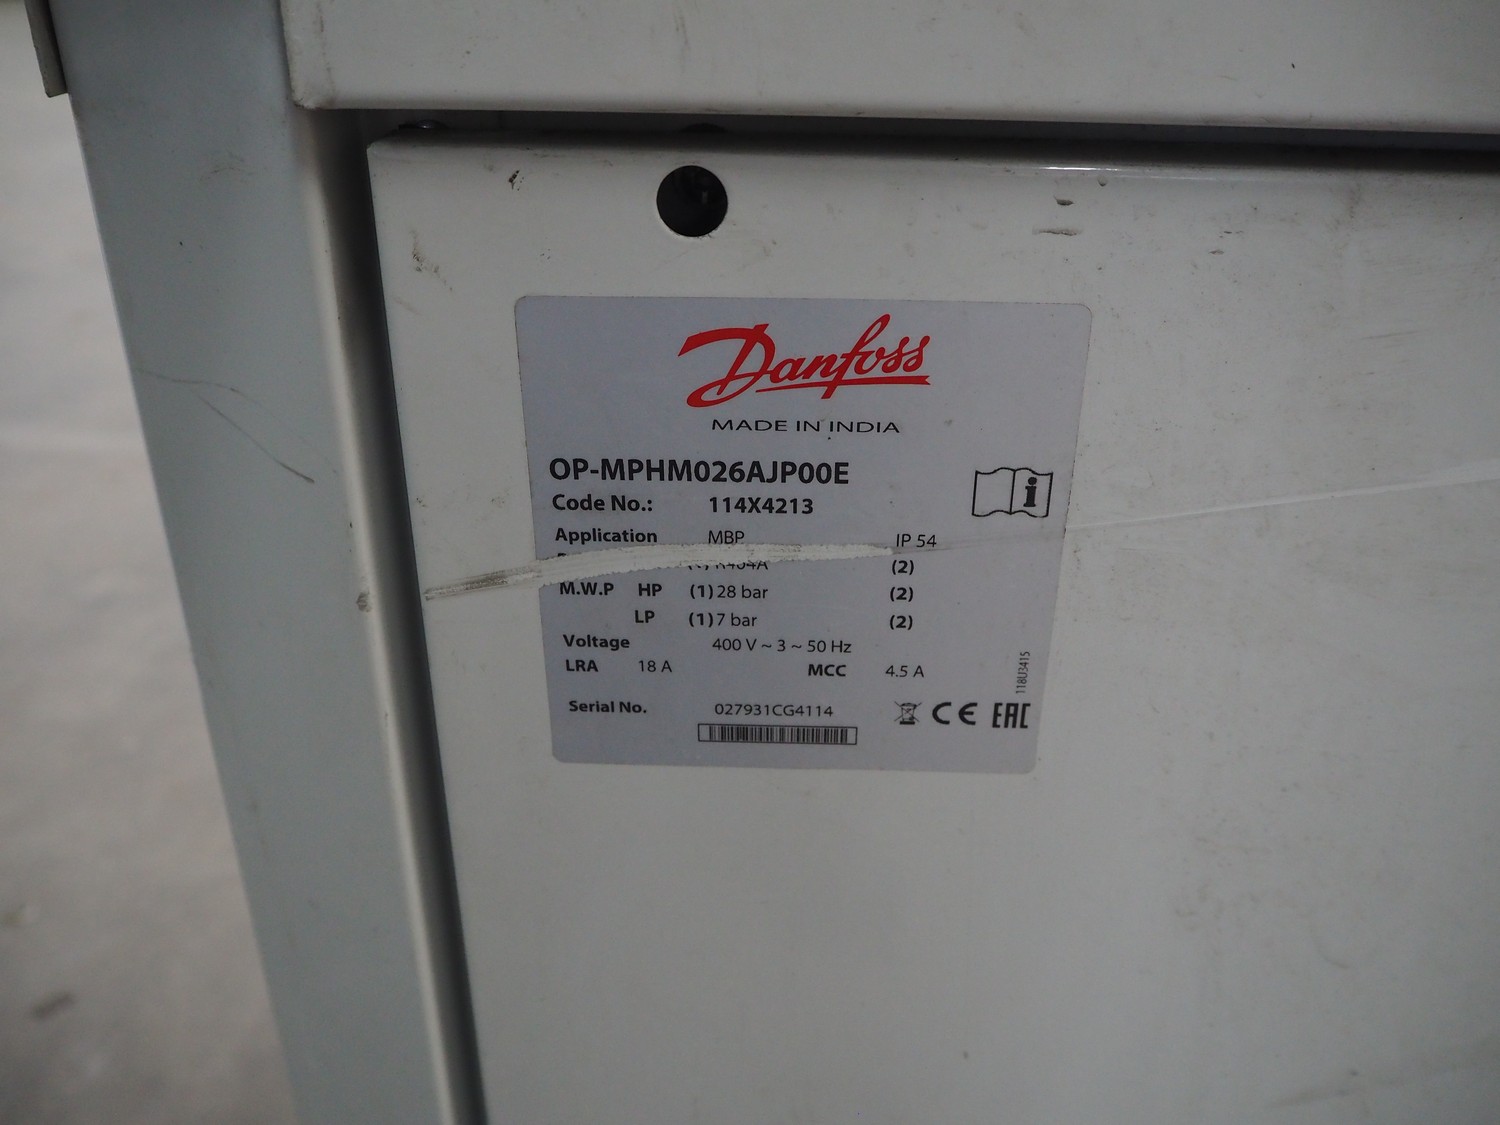 Danfoss
MADE IN INDIA
OP-MPHM026AJP00E
Code No.: 114X4213
Application MBP IP 54
(2)
M.W.P HP (1) 28 bar (2)
LP (1) 7 bar (2)
Voltage 400 V ~ 3 ~ 50 Hz
LRA 18 A MCC 4.5 A
118U3415
Serial No. 027931CG4114
CE EAC